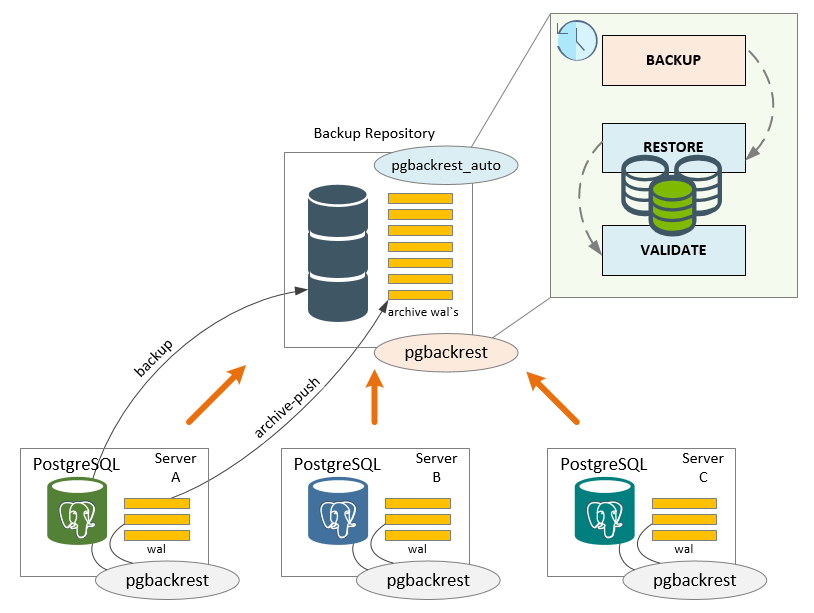 BACKUP
Backup Repository
RESTORE
pgbackrest_auto
VALIDATE
archive wal`s
pgbackrest
backup
archive-push
PostgreSQL
Server
A
wal
pgbackrest
PostgreSQL
Server
B
wal
pgbackrest
PostgreSQL
Server
C
wal
pgbackrest